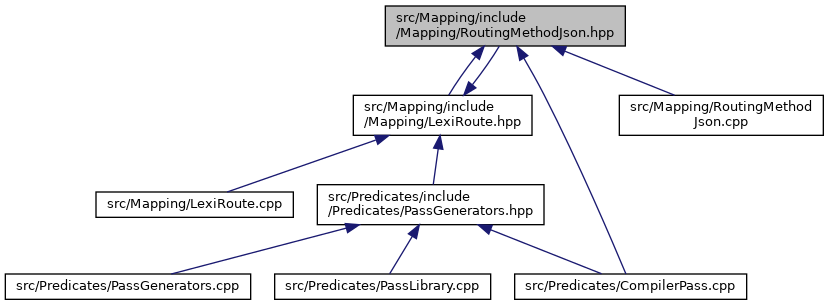 src/Mapping/include
/Mapping/RoutingMethodJson.hpp
src/Mapping/include
/Mapping/LexiRoute.hpp
src/Mapping/RoutingMethod
Json.cpp
src/Mapping/LexiRoute.cpp
src/Predicates/include
/Predicates/PassGenerators.hpp
src/Predicates/PassGenerators.cpp
src/Predicates/PassLibrary.cpp
src/Predicates/CompilerPass.cpp